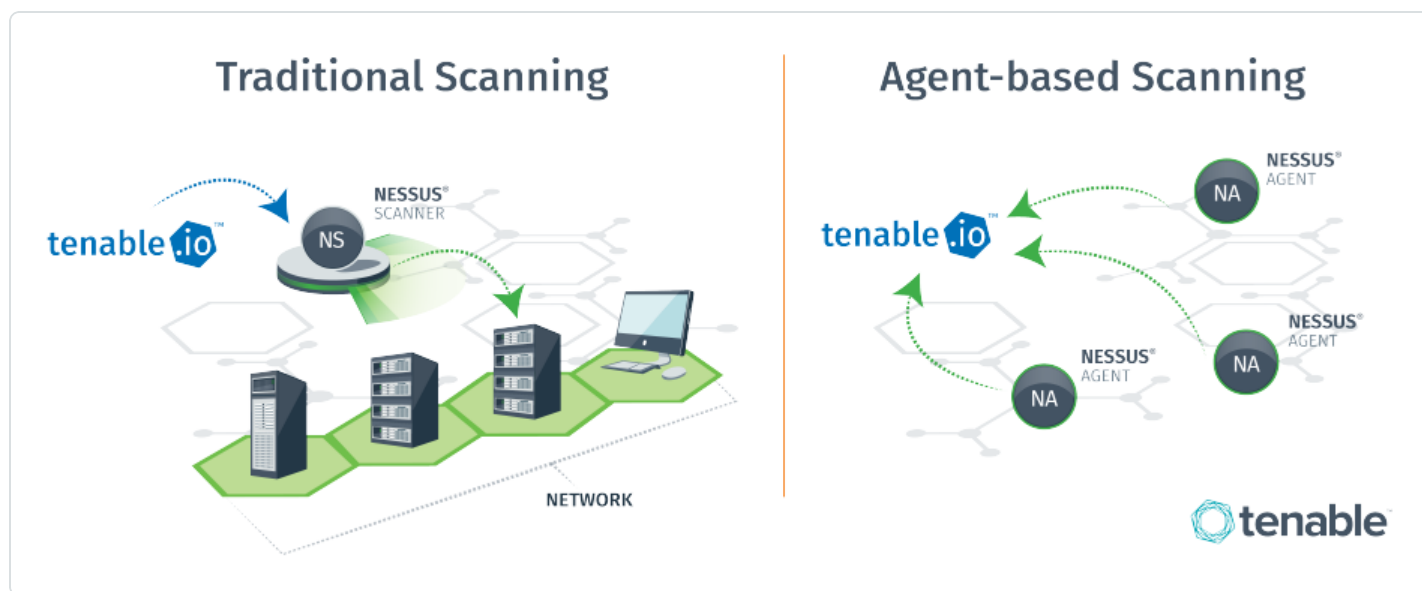 Traditional Scanning
tenable.io™
NS
NESSUS®
SCANNER
NETWORK
Agent-based Scanning
tenable.io™
NA
NESSUS®
AGENT
NA
NESSUS®
AGENT
NA
NESSUS®
AGENT
tenable™